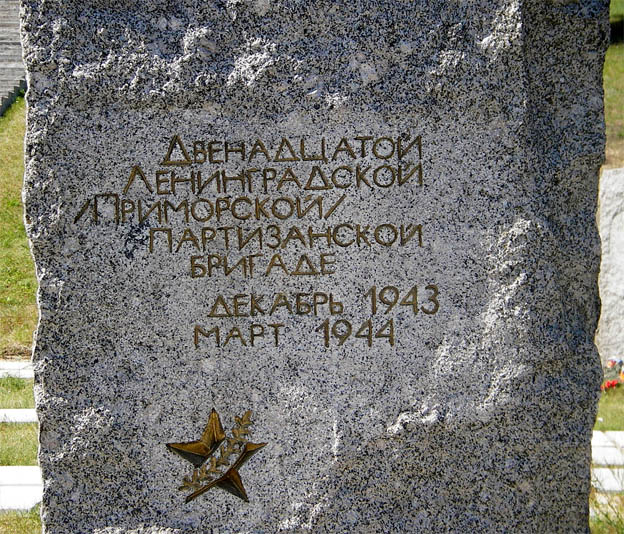 Двенадцатой
Ленинградской
/Приморской/
партизанской
бригаде
декабрь 1943
март 1944